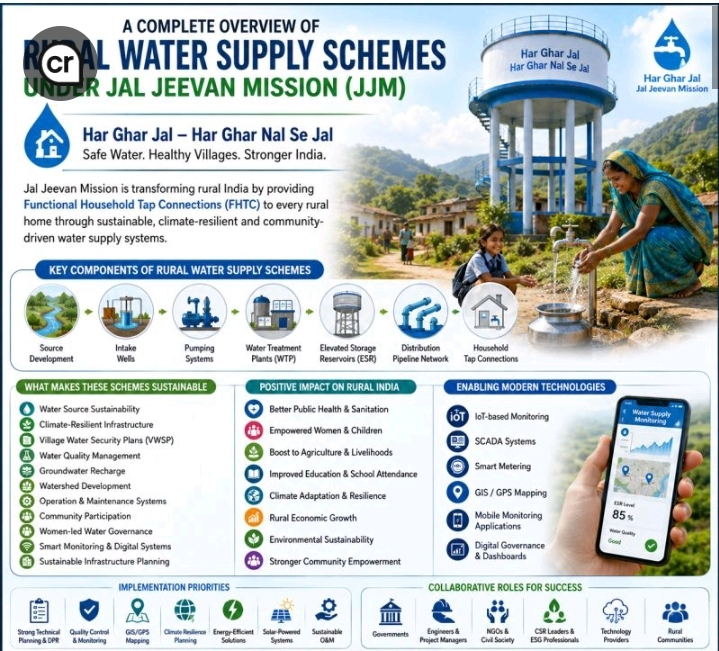 A COMPLETE OVERVIEW OF
RURAL WATER SUPPLY SCHEMES
UNDER JAL JEEVAN MISSION (JJM)
cr
Har Ghar Jal
Har Ghar Nal Se Jal
Har Ghar Jal
Jal Jeevan Mission
Har Ghar Jal – Har Ghar Nal Se Jal
Safe Water. Healthy Villages. Stronger India.
Jal Jeevan Mission is transforming rural India by providing
Functional Household Tap Connections (FHTC) to every rural
home through sustainable, climate-resilient and community-
driven water supply systems.
KEY COMPONENTS OF RURAL WATER SUPPLY SCHEMES
Source
Development
Intake
Wells
Pumping
Systems
Water Treatment
Plants (WTP)
Elevated Storage
Reservoirs (ESR)
Distribution
Pipeline Network
Household
Tap Connections
WHAT MAKES THESE SCHEMES SUSTAINABLE
Water Source Sustainability
Climate-Resilient Infrastructure
Village Water Security Plans (VWSP)
Water Quality Management
Groundwater Recharge
Watershed Development
Operation & Maintenance Systems
Community Participation
Women-led Water Governance
Smart Monitoring & Digital Systems
Sustainable Infrastructure Planning
POSITIVE IMPACT ON RURAL INDIA
Better Public Health & Sanitation
Empowered Women & Children
Boost to Agriculture & Livelihoods
Improved Education & School Attendance
Climate Adaptation & Resilience
Rural Economic Growth
Environmental Sustainability
Stronger Community Empowerment
ENABLING MODERN TECHNOLOGIES
IoT
IoT-based Monitoring
SCADA Systems
Smart Metering
GIS / GPS Mapping
Mobile Monitoring
Applications
Digital Governance
& Dashboards
Water Supply
Monitoring
ESR Level
85 %
Water Quality
Good
IMPLEMENTATION PRIORITIES
Strong Technical
Planning & DPR
Quality Control
& Monitoring
GIS/GPS
Mapping
Climate Resilience
Planning
Energy-Efficient
Solutions
Solar-Powered
Systems
Sustainable
O&M
COLLABORATIVE ROLES FOR SUCCESS
Governments
Engineers &
Project Managers
NGOs &
Civil Society
CSR Leaders &
ESG Professionals
Technology
Providers
Rural
Communities